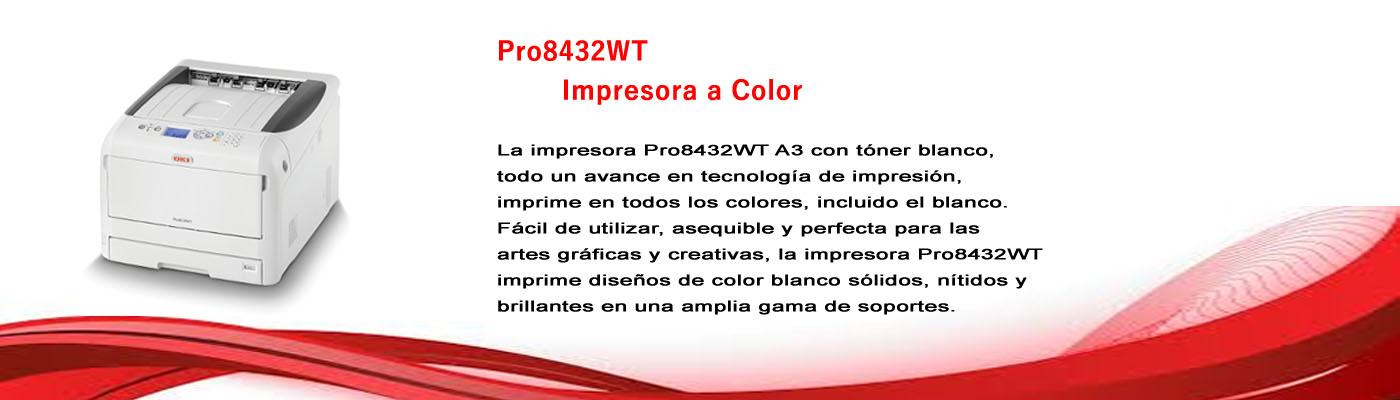 Pro8432WT
Impresora a Color
La impresora Pro8432WT A3 con tóner blanco,
todo un avance en tecnología de impresión,
imprime en todos los colores, incluido el blanco.
Fácil de utilizar, asequible y perfecta para las
artes gráficas y creativas, la impresora Pro8432WT
imprime diseños de color blanco sólidos, nítidos y
brillantes en una amplia gama de soportes.
OKI